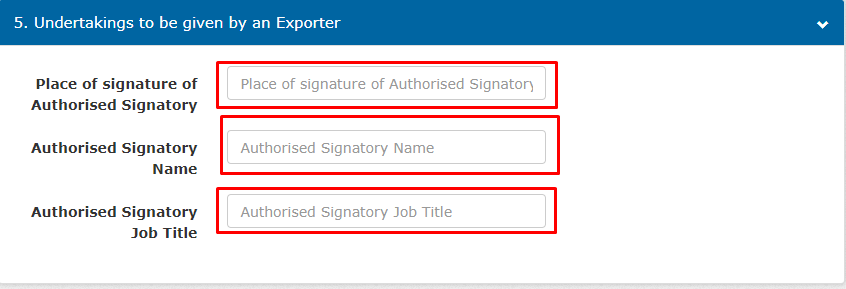 5. Undertakings to be given by an Exporter
Place of signature of
Authorised Signatory
Place of signature of Authorised Signatory
Authorised Signatory
Name
Authorised Signatory Name
Authorised Signatory
Job Title
Authorised Signatory Job Title